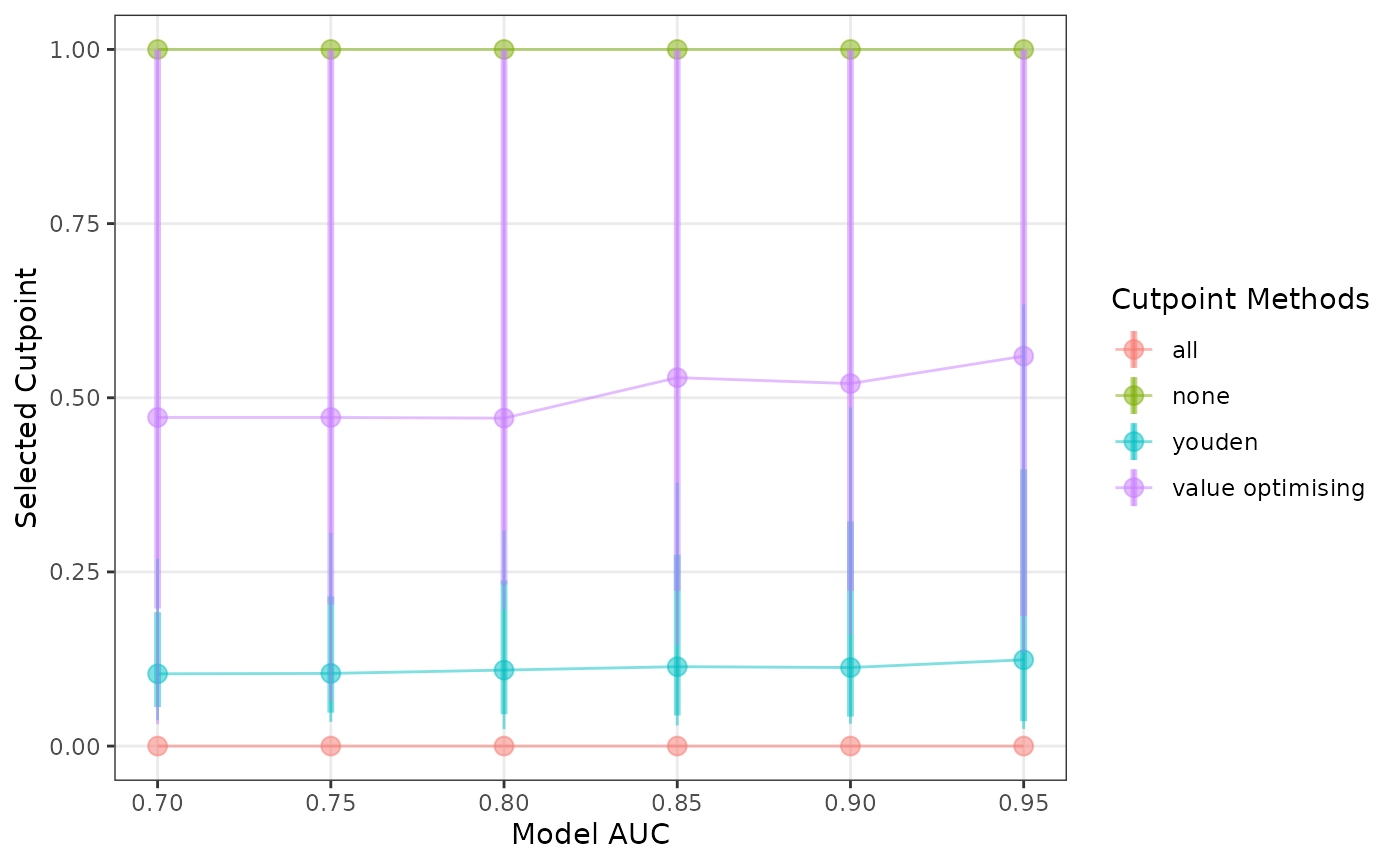 1.00
0.75
0.50
0.25
0.00
Selected Cutpoint
0.70 0.75 0.80 0.85 0.90 0.95
Model AUC
Cutpoint Methods
all
none
youden
value optimising